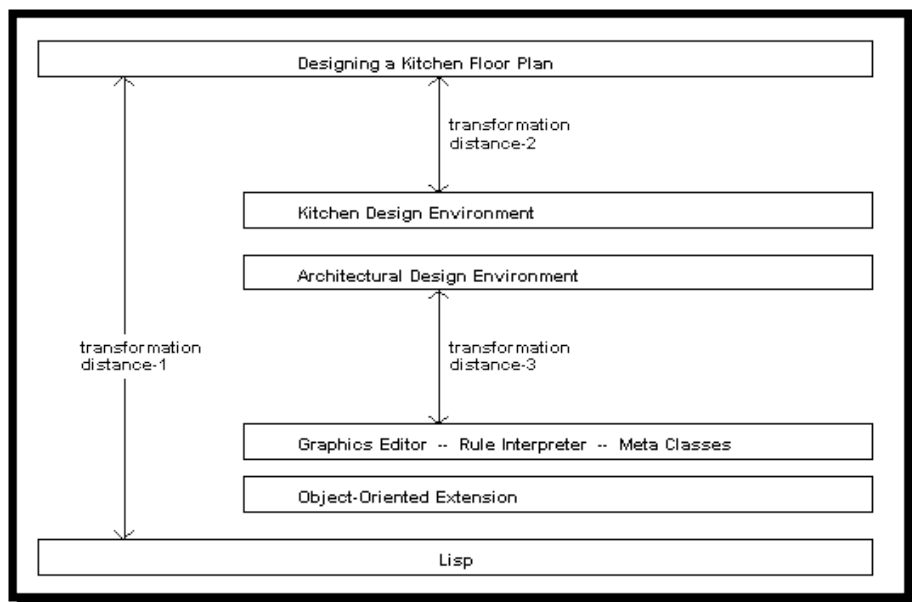 Designing a Kitchen Floor Plan
transformation
distance-2
Kitchen Design Environment
Architectural Design Environment
transformation
distance-1
transformation
distance-3
Graphics Editor -- Rule Interpreter -- Meta Classes
Object-Oriented Extension
Lisp